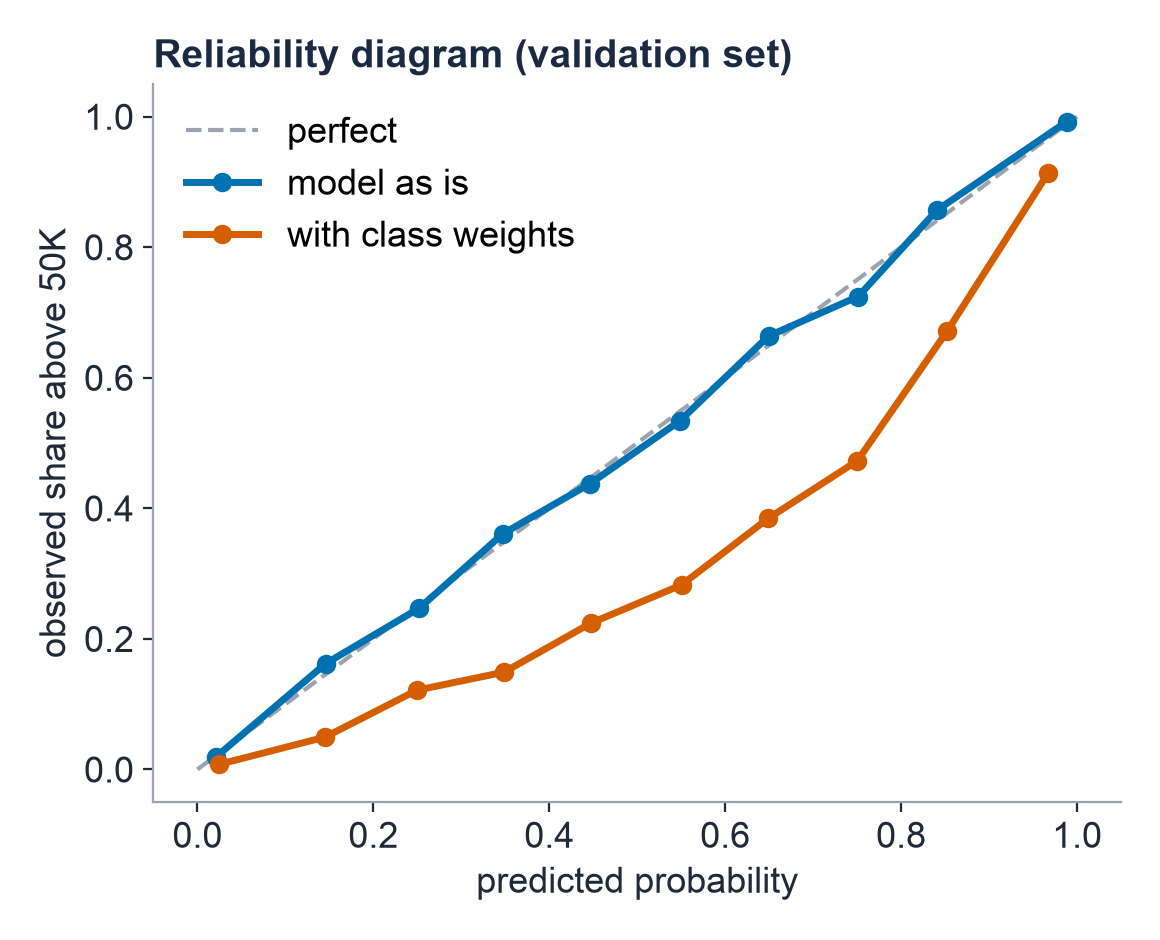 Reliability diagram (validation set)
perfect
model as is
with class weights
observed share above 50K
1.0
0.8
0.6
0.4
0.2
0.0
0.0 0.2 0.4 0.6 0.8 1.0
predicted probability